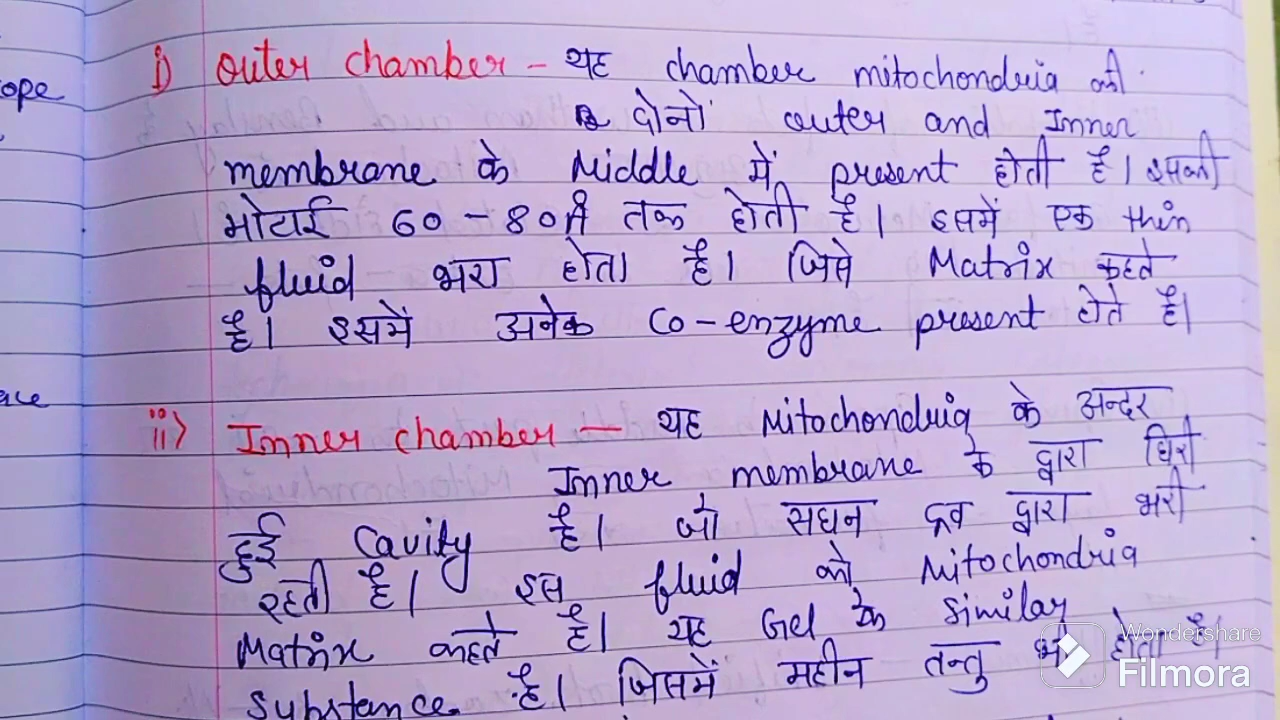 ope
ace
i) Outer chamber - यह chamber mitochondria की
दोनों outer and Inner
membrane के Middle में present होती है। इसकी
मोटाई 60 - 80Å तक होती है। इसमें एक thin
fluid भरा होता है। जिसे Matrix कहते
है। इसमें अनेक Co-enzyme present होते है।
ii) Inner chamber - यह Mitochondria के अन्दर
Inner membrane के द्वारा घिरी
हुई Cavity है। जो सघन द्रव द्वारा भरी
रहती है। इस fluid को Mitochondria
Matrix कहते है। यह Gel के Similar
Substance है। जिसमें महीन तन्तु भी होता है।
Wondershare
Filmora